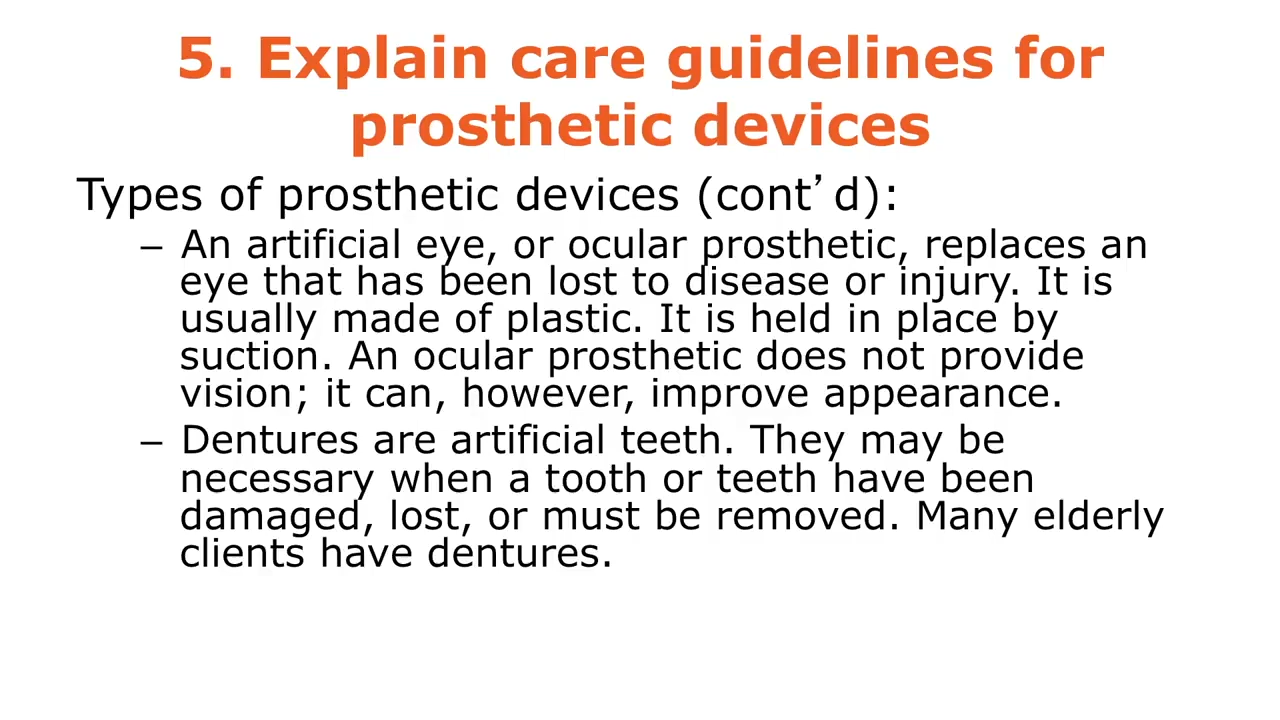 5. Explain care guidelines for
prosthetic devices
Types of prosthetic devices (cont’d):
– An artificial eye, or ocular prosthetic, replaces an
eye that has been lost to disease or injury. It is
usually made of plastic. It is held in place by
suction. An ocular prosthetic does not provide
vision; it can, however, improve appearance.
– Dentures are artificial teeth. They may be
necessary when a tooth or teeth have been
damaged, lost, or must be removed. Many elderly
clients have dentures.